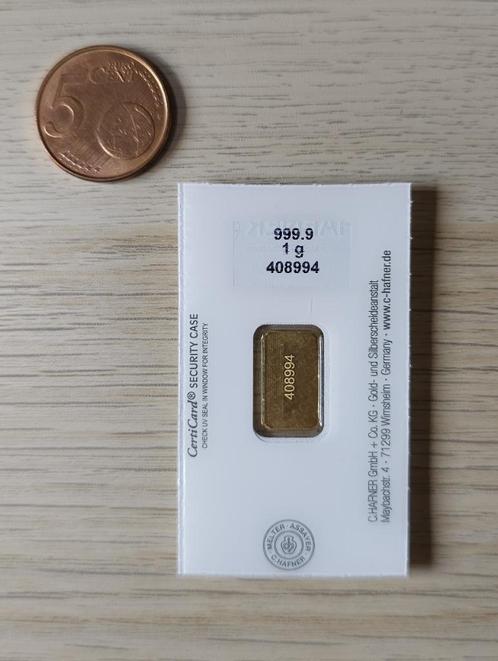 5 CENT
999.9
1 g
408994
408994
CertiCard® SECURITY CASE
CHECK UV SEAL IN WINDOW FOR INTEGRITY
C.HAFNER GmbH + Co. KG · Gold- und Silberscheideanstalt
Maybachstr. 4 · 71299 Wimsheim · Germany · www.c-hafner.de
MELTER · ASSAYER
C.HAFNER